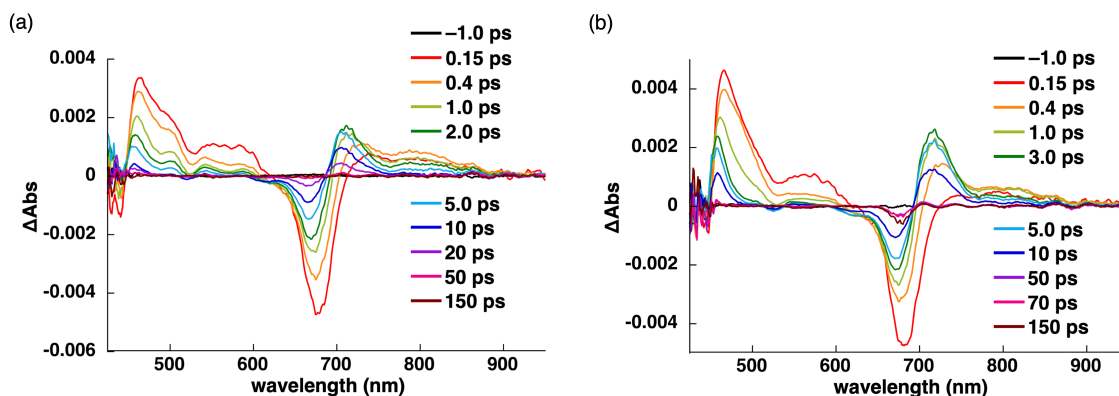 (a)
−1.0 ps
0.15 ps
0.4 ps
1.0 ps
2.0 ps
5.0 ps
10 ps
20 ps
50 ps
150 ps
0.004
0.002
0
-0.002
-0.004
-0.006
ΔAbs
500
600
700
800
900
wavelength (nm)
(b)
−1.0 ps
0.15 ps
0.4 ps
1.0 ps
3.0 ps
5.0 ps
10 ps
50 ps
70 ps
150 ps
0.004
0.002
0
-0.002
-0.004
ΔAbs
500
600
700
800
900
wavelength (nm)